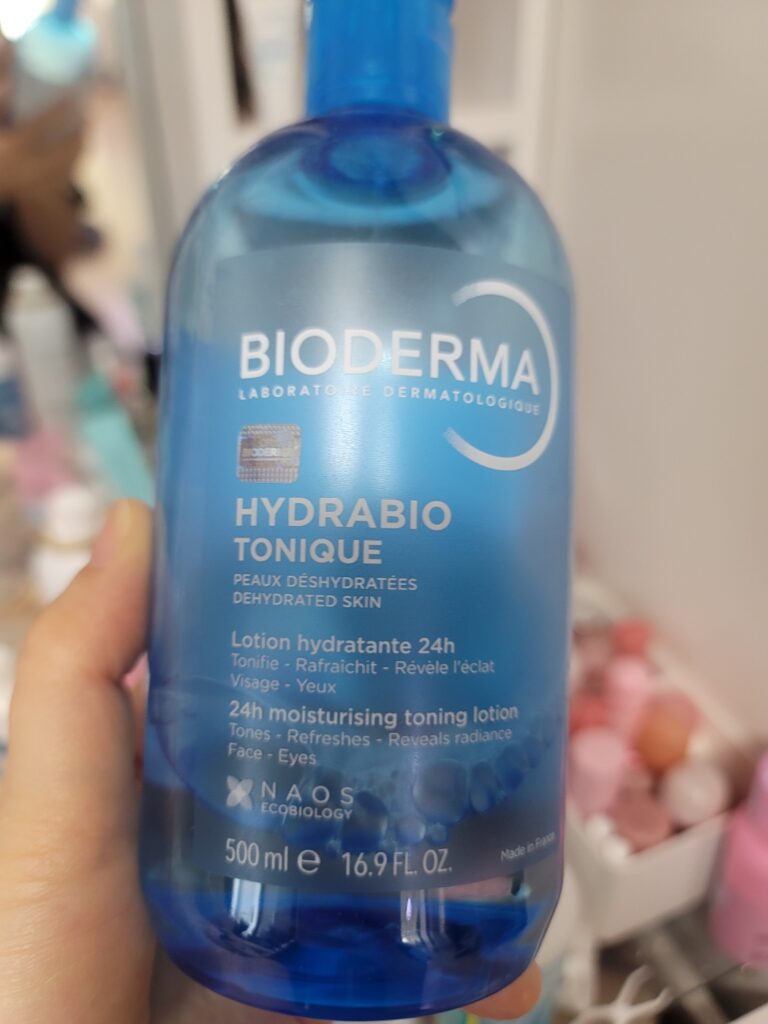 BIODERMA
LABORATOIRE DERMATOLOGIQUE
BIODERMA
HYDRABIO
TONIQUE
PEAUX DÉSHYDRATÉES
DEHYDRATED SKIN
Lotion hydratante 24h
Tonifie - Rafraîchit - Révèle l'éclat
Visage - Yeux
24h moisturising toning lotion
Tones - Refreshes - Reveals radiance
Face - Eyes
NAOS
ECOBIOLOGY
500 ml ℮ 16.9 FL. OZ.
Made in France